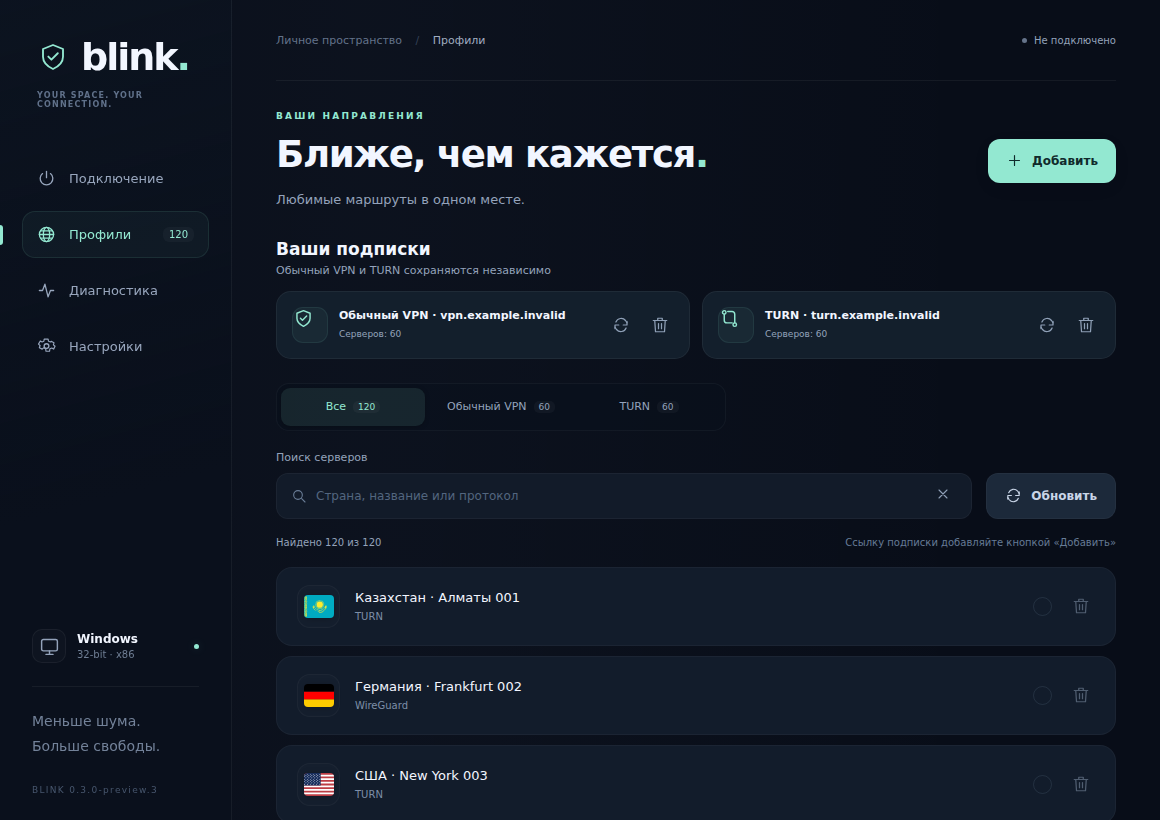 blink.
YOUR SPACE. YOUR
CONNECTION.
Подключение
Профили 120
Диагностика
Настройки
Windows
32-bit · x86
Меньше шума.
Больше свободы.
BLINK 0.3.0-preview.3
Личное пространство / Профили
Не подключено
ВАШИ НАПРАВЛЕНИЯ
Ближе, чем кажется.
Добавить
Любимые маршруты в одном месте.
Ваши подписки
Обычный VPN и TURN сохраняются независимо
Обычный VPN · vpn.example.invalid
Серверов: 60
TURN · turn.example.invalid
Серверов: 60
Все 120
Обычный VPN 60
TURN 60
Поиск серверов
Страна, название или протокол
Обновить
Найдено 120 из 120
Ссылку подписки добавляйте кнопкой «Добавить»
Казахстан · Алматы 001
TURN
Германия · Frankfurt 002
WireGuard
США · New York 003
TURN